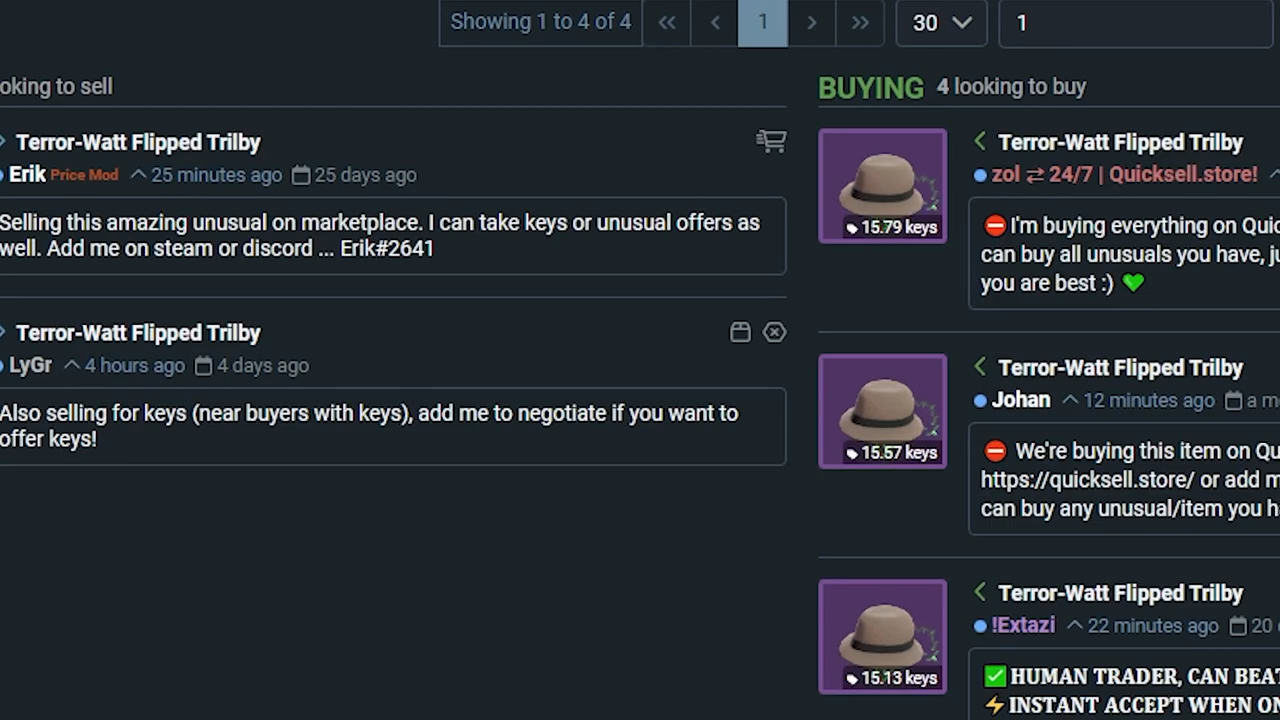 Showing 1 to 4 of 4 « ‹ 1 › » 30 1
oking to sell
Terror-Watt Flipped Trilby
Erik Price Mod 25 minutes ago 25 days ago
Selling this amazing unusual on marketplace. I can take keys or unusual offers as
well. Add me on steam or discord ... Erik#2641
Terror-Watt Flipped Trilby
LyGr 4 hours ago 4 days ago
Also selling for keys (near buyers with keys), add me to negotiate if you want to
offer keys!
BUYING 4 looking to buy
Terror-Watt Flipped Trilby
zol ⇄ 24/7 | Quicksell.store!
15.79 keys
⛔I'm buying everything on Quic
can buy all unusuals you have, ju
you are best :) 💚
Terror-Watt Flipped Trilby
Johan 12 minutes ago a m
15.57 keys
⛔ We're buying this item on Qu
https://quicksell.store/ or add m
can buy any unusual/item you h
Terror-Watt Flipped Trilby
!Extazi 22 minutes ago 20
15.13 keys
✅HUMAN TRADER, CAN BEA
⚡INSTANT ACCEPT WHEN ON